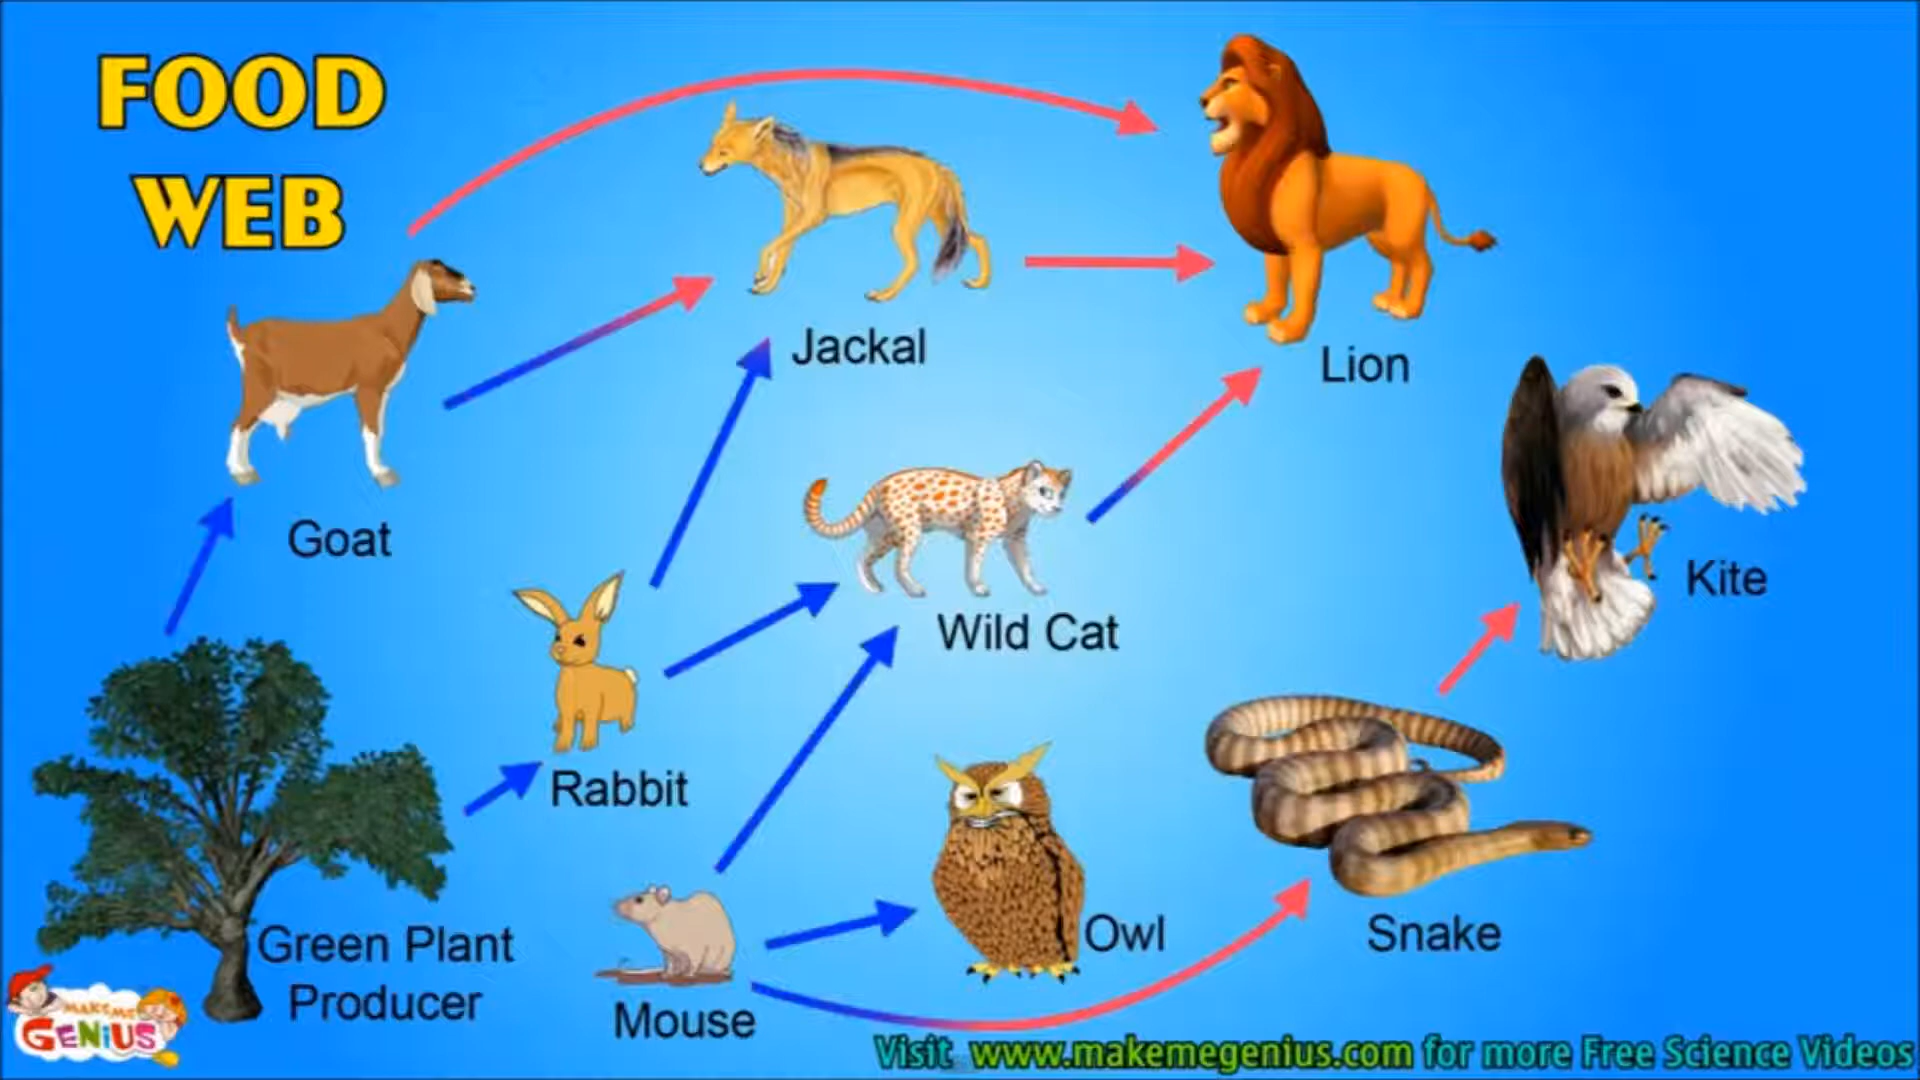 FOOD
WEB
Jackal
Lion
Goat
Kite
Wild Cat
Rabbit
Owl
Snake
Green Plant
Producer
Mouse
MAKEME
GENIUS
Visit www.makemegenius.com for more Free Science Videos